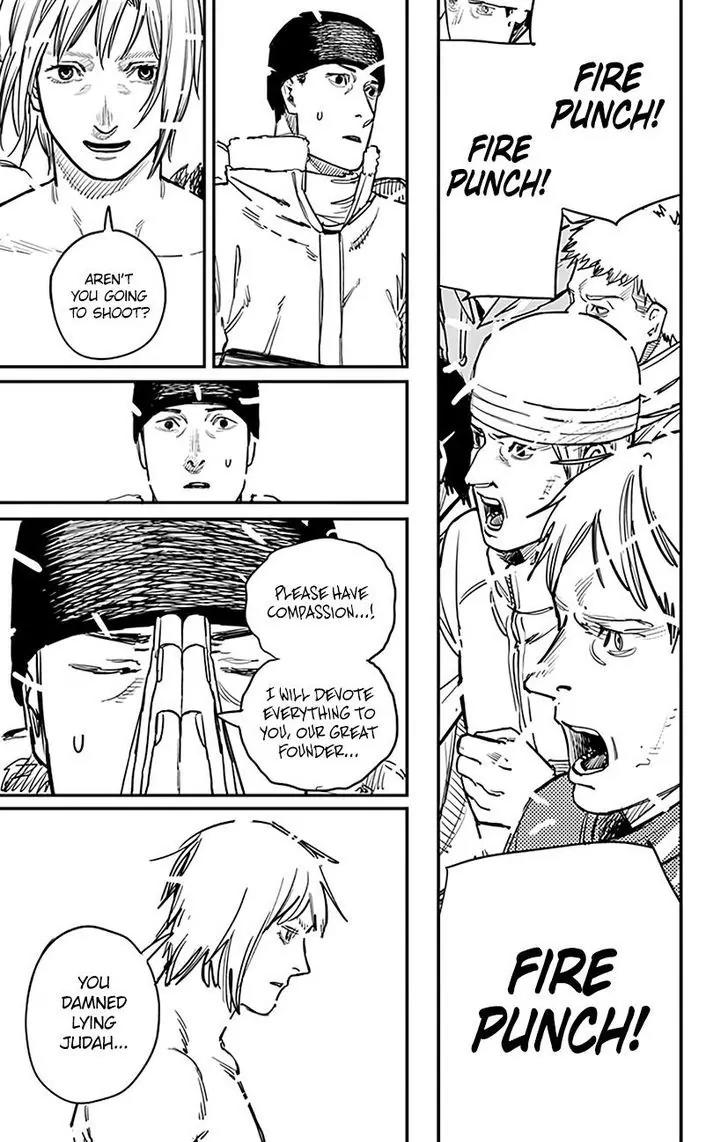 FIRE
PUNCH!
FIRE
PUNCH!
FIRE
PUNCH!
AREN'T
YOU GOING
TO SHOOT?
PLEASE HAVE
COMPASSION...!
I WILL DEVOTE
EVERYTHING TO
YOU, OUR GREAT
FOUNDER...
YOU
DAMNED
LYING
JUDAH...